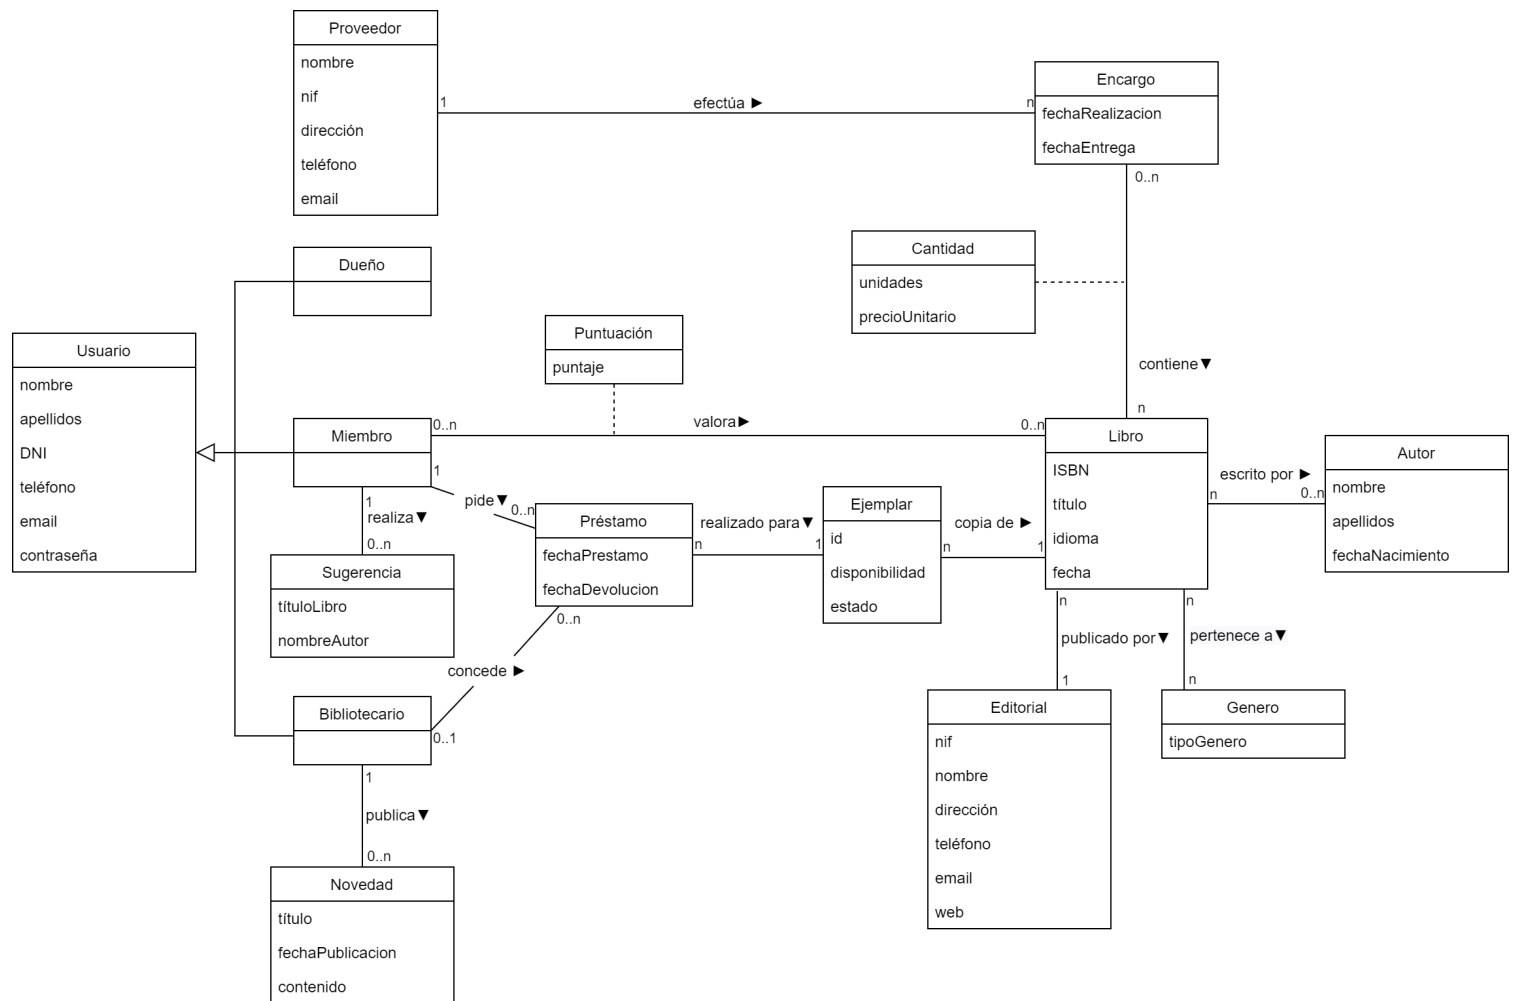 Proveedor
nombre
nif
dirección
teléfono
email
1
efectúa ►
n
Encargo
fechaRealizacion
fechaEntrega
0..n
Cantidad
unidades
precioUnitario
contiene▼
n
Dueño
Usuario
nombre
apellidos
DNI
teléfono
email
contraseña
Puntuación
puntaje
Miembro
0..n
valora►
0..n
1
pide▼
0..n
1
realiza▼
0..n
Sugerencia
títuloLibro
nombreAutor
Préstamo
fechaPrestamo
fechaDevolucion
n
realizado para▼
1
Ejemplar
id
disponibilidad
estado
n
copia de ►
1
Libro
ISBN
título
idioma
fecha
n
escrito por ►
0..n
Autor
nombre
apellidos
fechaNacimiento
0..n
concede ►
0..1
Bibliotecario
1
publica▼
0..n
Novedad
título
fechaPublicacion
contenido
n
publicado por▼
1
Editorial
nif
nombre
dirección
teléfono
email
web
n
pertenece a▼
n
Genero
tipoGenero